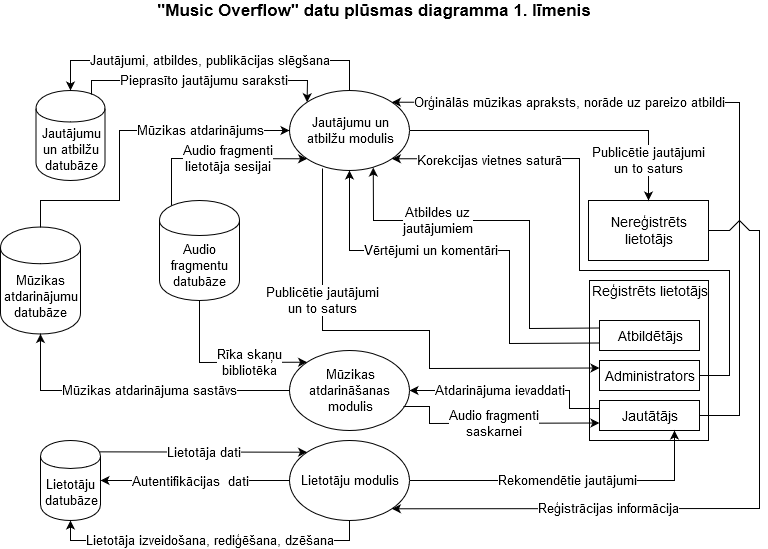 "Music Overflow" datu plūsmas diagramma 1. līmenis
Jautājumi, atbildes, publikācijas slēgšana
Pieprasīto jautājumu saraksti
Jautājumu
un atbilžu
datubāze
Jautājumu un
atbilžu modulis
Orģinālās mūzikas apraksts, norāde uz pareizo atbildi
Mūzikas atdarinājums
Audio fragmenti
lietotāja sesijai
Korekcijas vietnes saturā
Publicētie jautājumi
un to saturs
Nereģistrēts
lietotājs
Atbildes uz
jautājumiem
Vērtējumi un komentāri
Audio
fragmentu
datubāze
Mūzikas
atdarinājumu
datubāze
Publicētie jautājumi
un to saturs
Reģistrēts lietotājs
Atbildētājs
Administrators
Jautātājs
Rīka skaņu
bibliotēka
Mūzikas
atdarināšanas
modulis
Mūzikas atdarinājuma sastāvs
Atdarinājuma ievaddati
Audio fragmenti
saskarnei
Lietotāja dati
Lietotāju
datubāze
Autentifikācijas dati
Lietotāju modulis
Rekomendētie jautājumi
Reģistrācijas informācija
Lietotāja izveidošana, rediģēšana, dzēšana